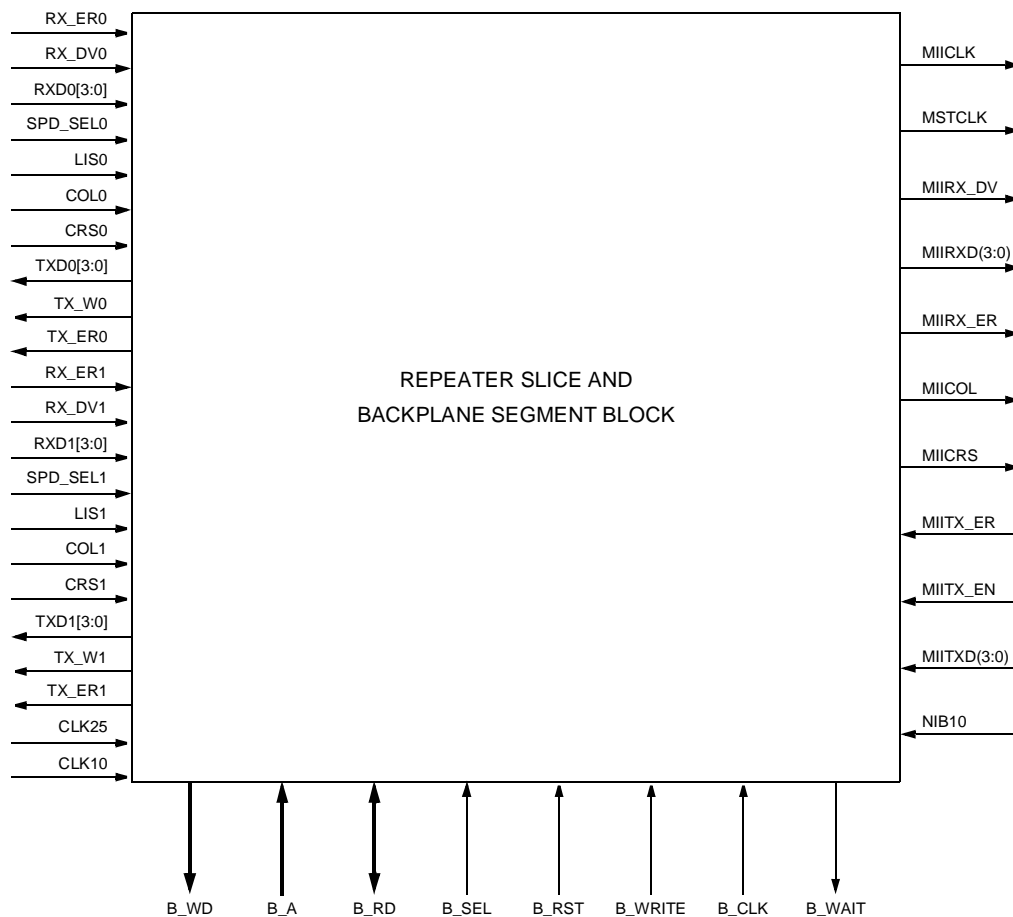 RX_ER0
RX_DV0
RXD0[3:0]
SPD_SEL0
LIS0
COL0
CRS0
TXD0[3:0]
TX_W0
TX_ER0
RX_ER1
RX_DV1
RXD1[3:0]
SPD_SEL1
LIS1
COL1
CRS1
TXD1[3:0]
TX_W1
TX_ER1
CLK25
CLK10
REPEATER SLICE AND
BACKPLANE SEGMENT BLOCK
MIICLK
MSTCLK
MIIRX_DV
MIIRXD(3:0)
MIIRX_ER
MIICOL
MIICRS
MIITX_ER
MIITX_EN
MIITXD(3:0)
NIB10
B_WD B_A B_RD B_SEL B_RST B_WRITE B_CLK B_WAIT